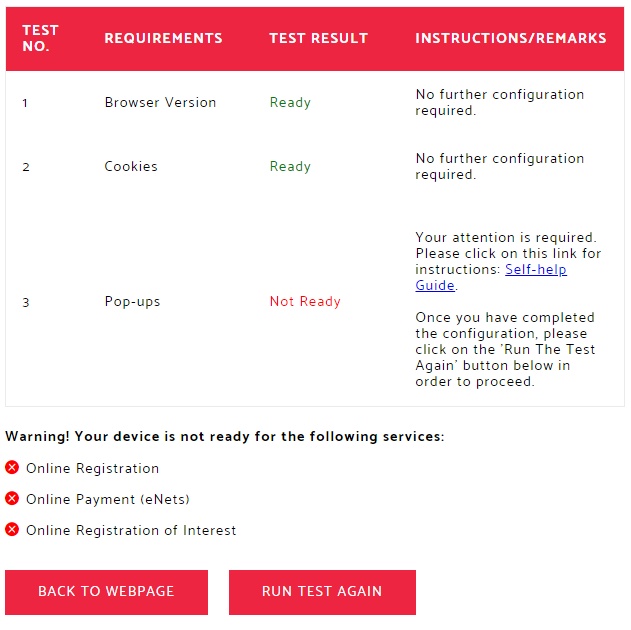 TEST NO. REQUIREMENTS TEST RESULT INSTRUCTIONS/REMARKS
1 Browser Version Ready No further configuration
required.
2 Cookies Ready No further configuration
required.
3 Pop-ups Not Ready
Your attention is required.
Please click on this link for
instructions: Self-help
Guide.
Once you have completed
the configuration, please
click on the 'Run The Test
Again' button below in
order to proceed.
Warning! Your device is not ready for the following services:
Online Registration
Online Payment (eNets)
Online Registration of Interest
BACK TO WEBPAGE RUN TEST AGAIN